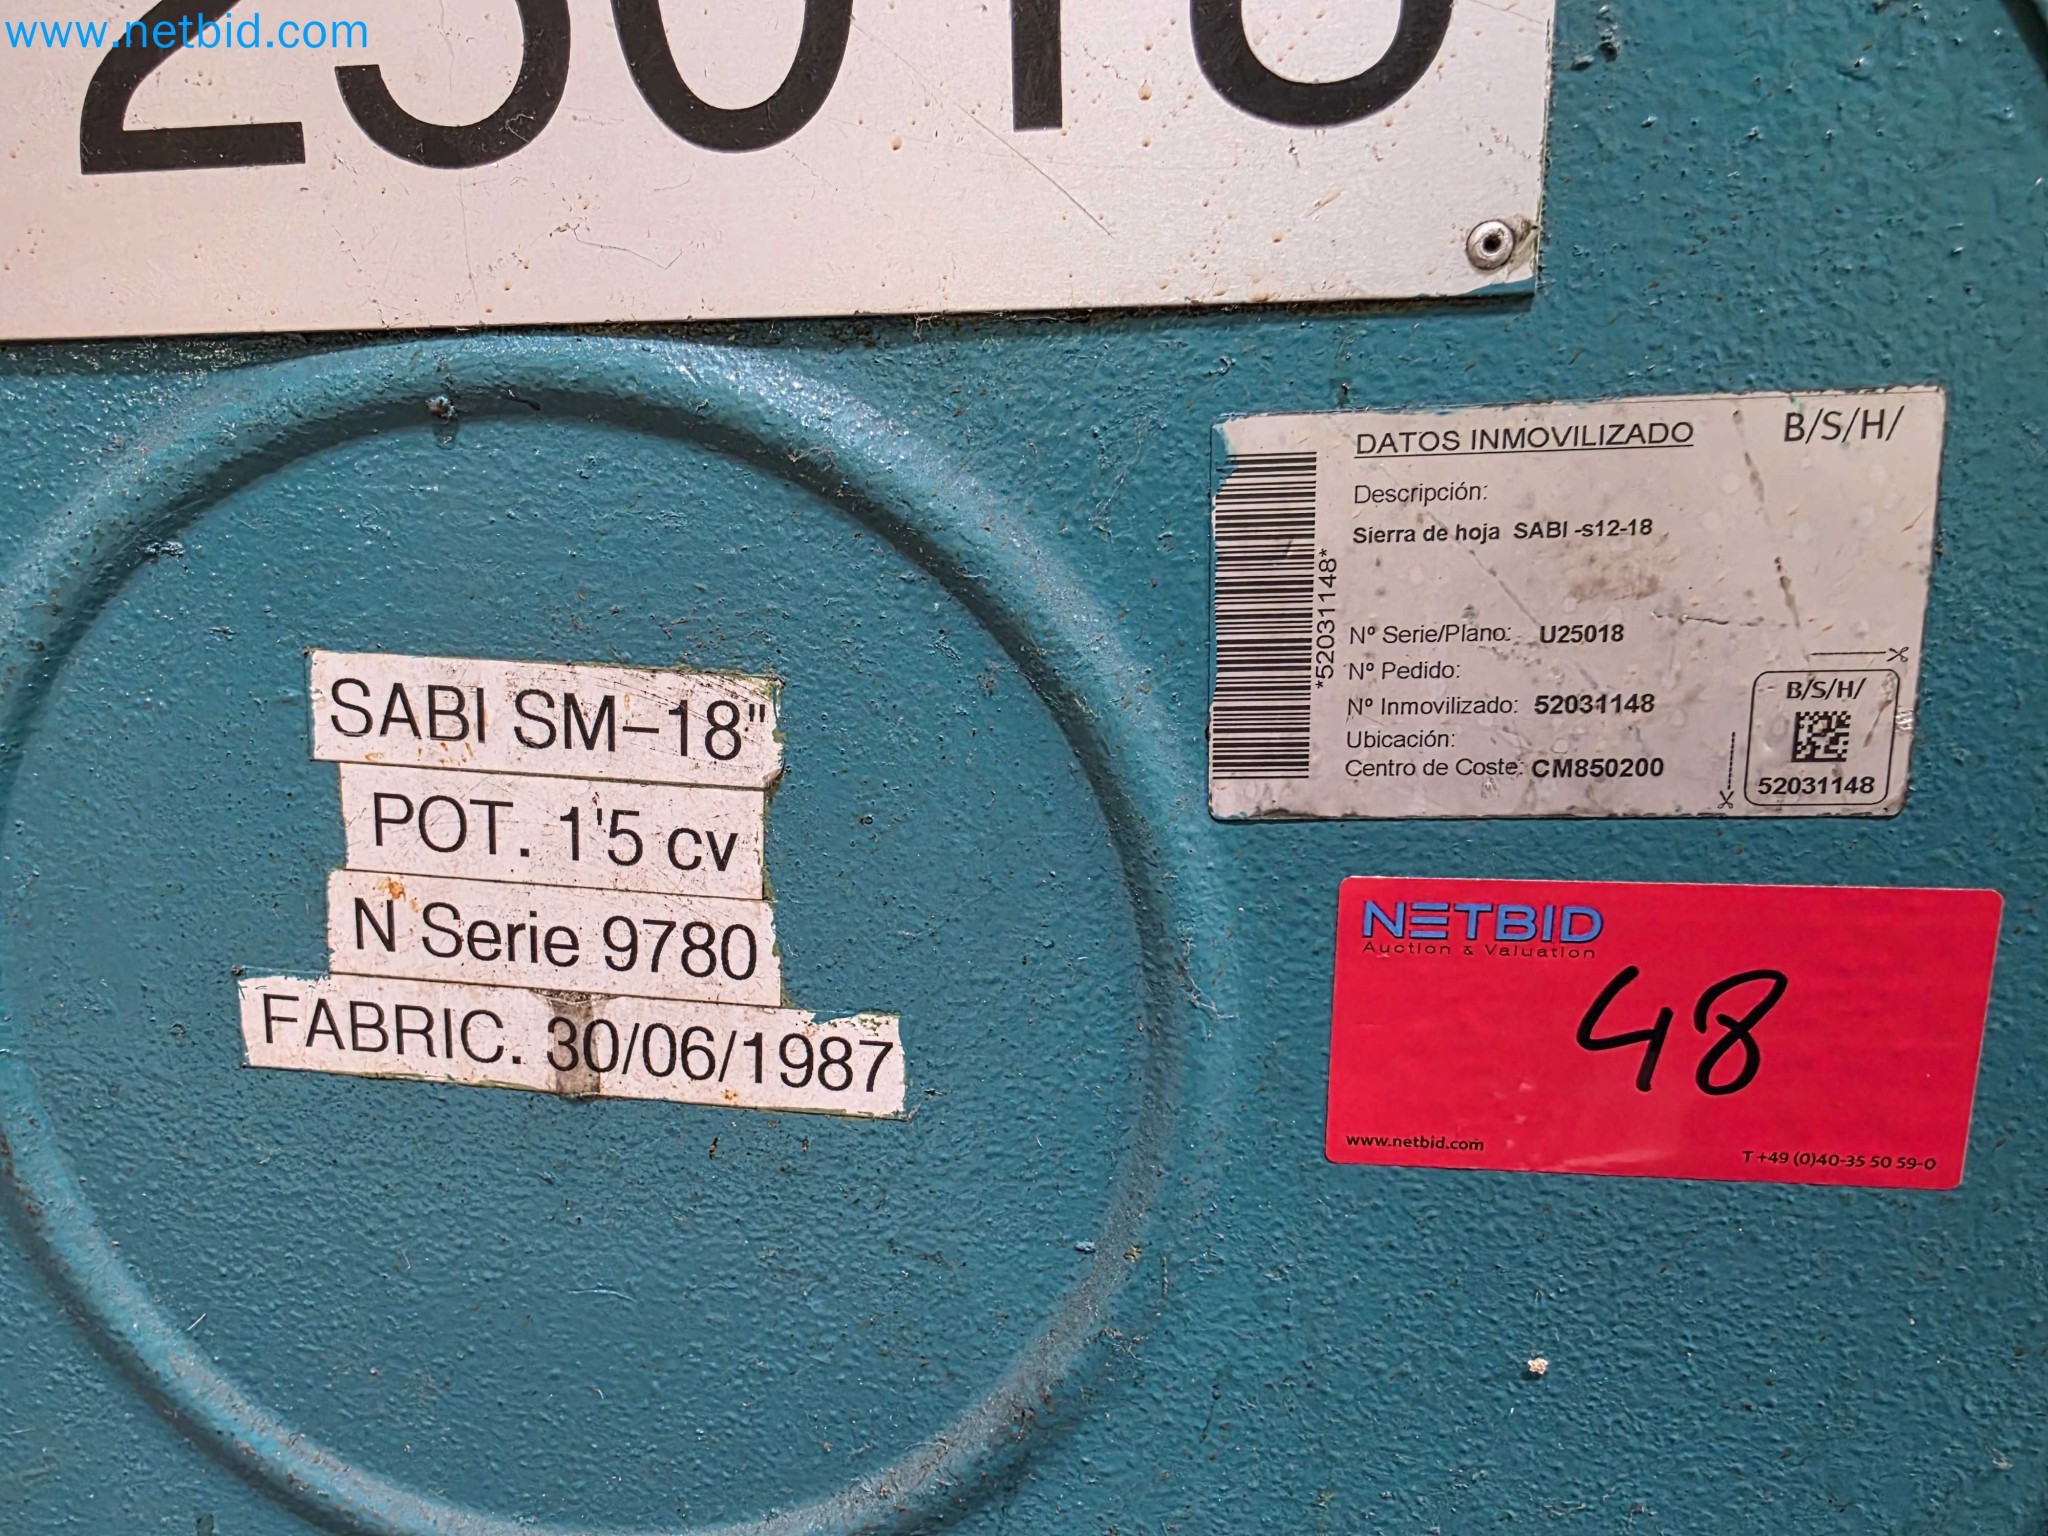 www.netbid.com
25018
DATOS INMOVILIZADO
B/S/H/
Descripción:
Sierra de hoja SABI -s12-18
Nº Serie/Plano: U25018
Nº Pedido:
Nº Inmovilizado: 52031148
Ubicación:
Centro de Coste: CM850200
*52031148*
B/S/H/
52031148
SABI SM-18"
POT. 1'5 cv
N Serie 9780
FABRIC. 30/06/1987
NETBID
Auction & Valuation
48
www.netbid.com
T +49 (0)40-35 50 59-0